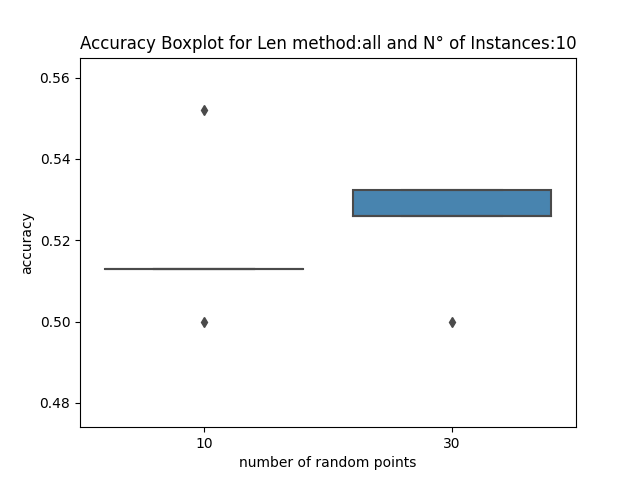 Accuracy Boxplot for Len method:all and N° of Instances:10
0.56
0.54
0.52
0.50
0.48
accuracy
10
30
number of random points